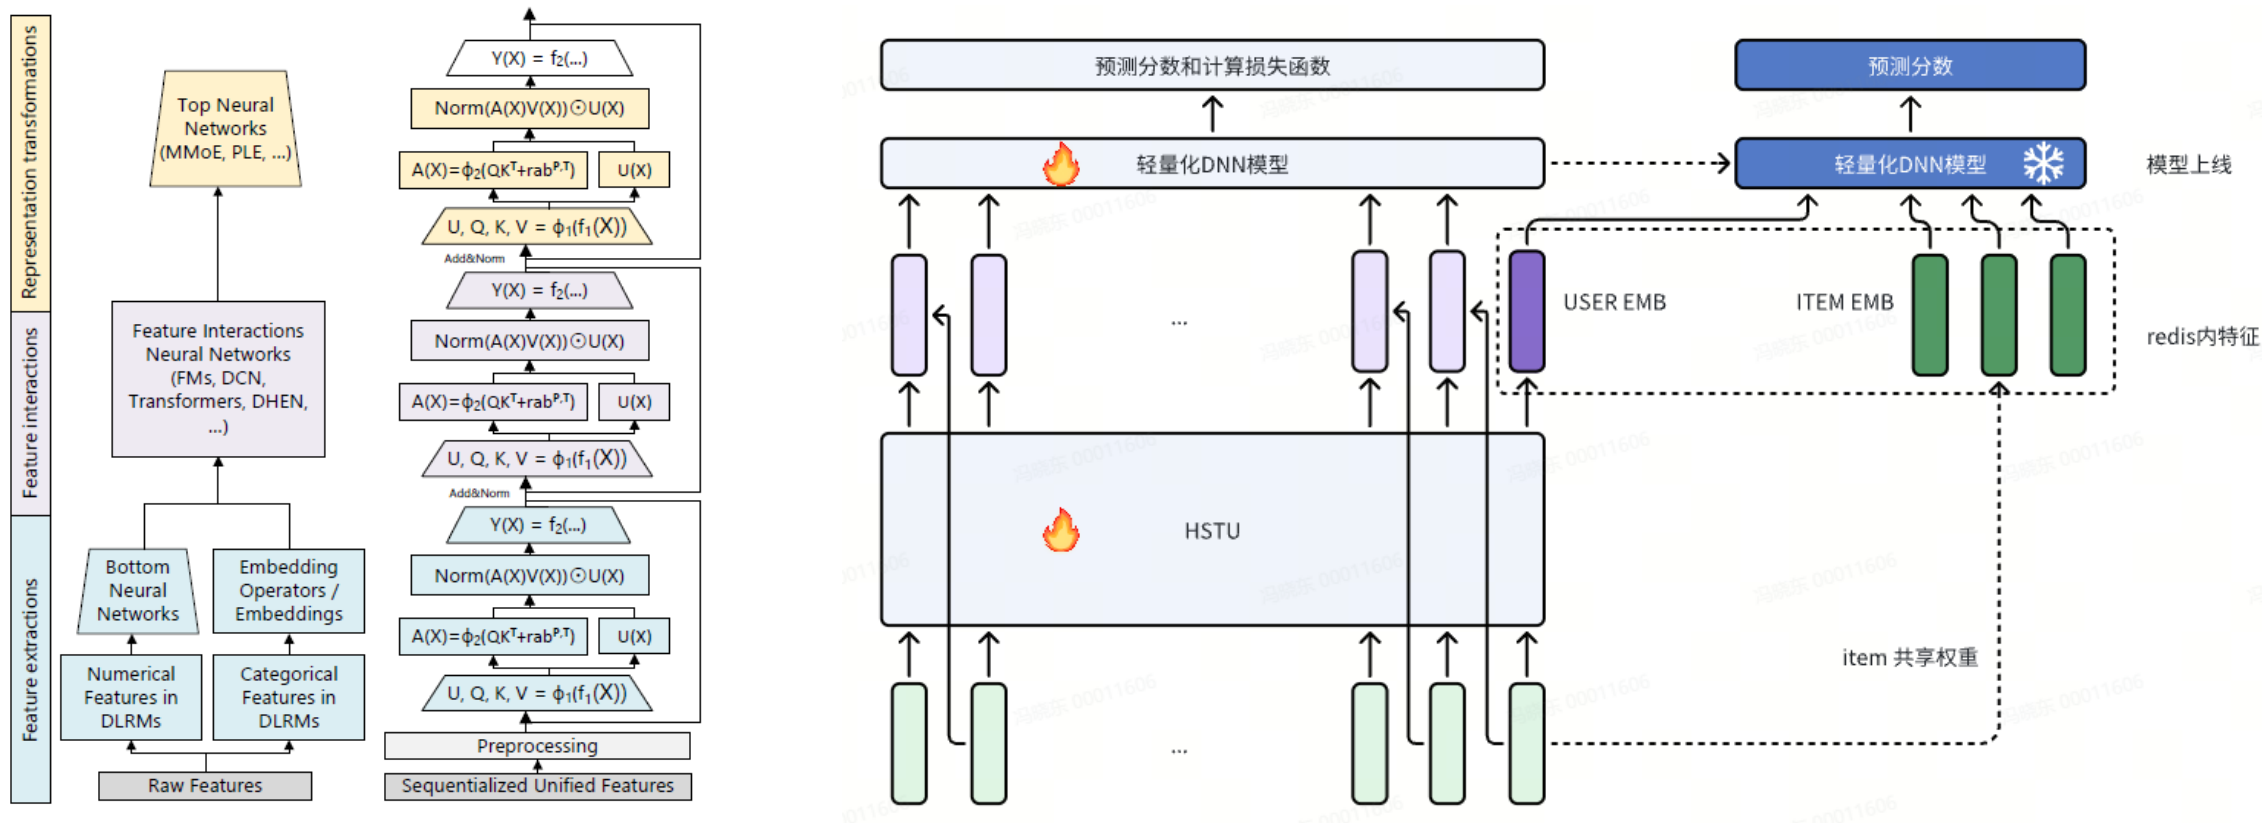 Representation transformations
Feature interactions
Feature extractions
Top Neural
Networks
(MMoE, PLE, ...)
Feature Interactions
Neural Networks
(FMs, DCN,
Transformers, DHEN,
...)
Bottom
Neural
Networks
Embedding
Operators /
Embeddings
Numerical
Features in
DLRMs
Categorical
Features in
DLRMs
Raw Features
Y(X) = f₂(...)
Norm(A(X)V(X))⊙U(X)
A(X)=ϕ₂(QKᵀ+rabᴾ·ᵀ)
U(X)
U, Q, K, V = ϕ₁(f₁(X))
Add&Norm
Y(X) = f₂(...)
Norm(A(X)V(X))⊙U(X)
A(X)=ϕ₂(QKᵀ+rabᴾ·ᵀ)
U(X)
U, Q, K, V = ϕ₁(f₁(X))
Add&Norm
Y(X) = f₂(...)
Norm(A(X)V(X))⊙U(X)
A(X)=ϕ₂(QKᵀ+rabᴾ·ᵀ)
U(X)
U, Q, K, V = ϕ₁(f₁(X))
Preprocessing
Sequentialized Unified Features
预测分数和计算损失函数
预测分数
轻量化DNN模型
轻量化DNN模型
模型上线
USER EMB
ITEM EMB
...
redis内特征
HSTU
item 共享权重
...
冯晓东 00011606